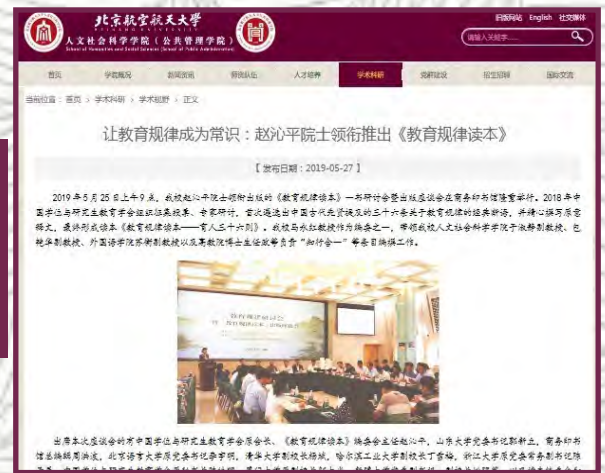 北京航空航天大学
人文社会科学学院（公共管理学院）
School of Humanities and Social Sciences (School of Public Administration)
旧版网站 English 社交媒体
请输入关键字......
首页 学院概况 新闻资讯 师资队伍 人才培养 学术科研 党群建设 招生招聘 国际交流
当前位置：首页 > 学术科研 > 学术视野 > 正文
让教育规律成为常识：赵沁平院士领衔推出《教育规律读本》
【 发布日期：2019-05-27 】
2019年5月25日上午9点，我校赵沁平院士领衔出版的《教育规律读本》一书研讨会暨出版座谈会在商务印书馆隆重举行。2018年中
国学位与研究生教育学会组织征集投票、专家研讨，首次遴选出中国古代先贤谈及的三十六条关于教育规律的经典断语，并精心撰写原意
释文，最终形成读本《教育规律读本——育人三十六则》。我校马永红教授作为编委之一，带领我校人文社会科学学院于淑静副教授、包
艳华副教授、外国语学院苏衡副教授以及高教院博士生任政等负责“知行合一”等条目编撰工作。
出席本次座谈会的有中国学位与研究生教育学会原会长、《教育规律读本》编委会主任赵沁平，山东大学党委书记郭新立，商务印书
馆总编辑周洪波，北京语言大学原党委书记李宇明，清华大学副校长杨斌，哈尔滨工业大学副校长丁雪梅，浙江大学原党委常务副书记陈